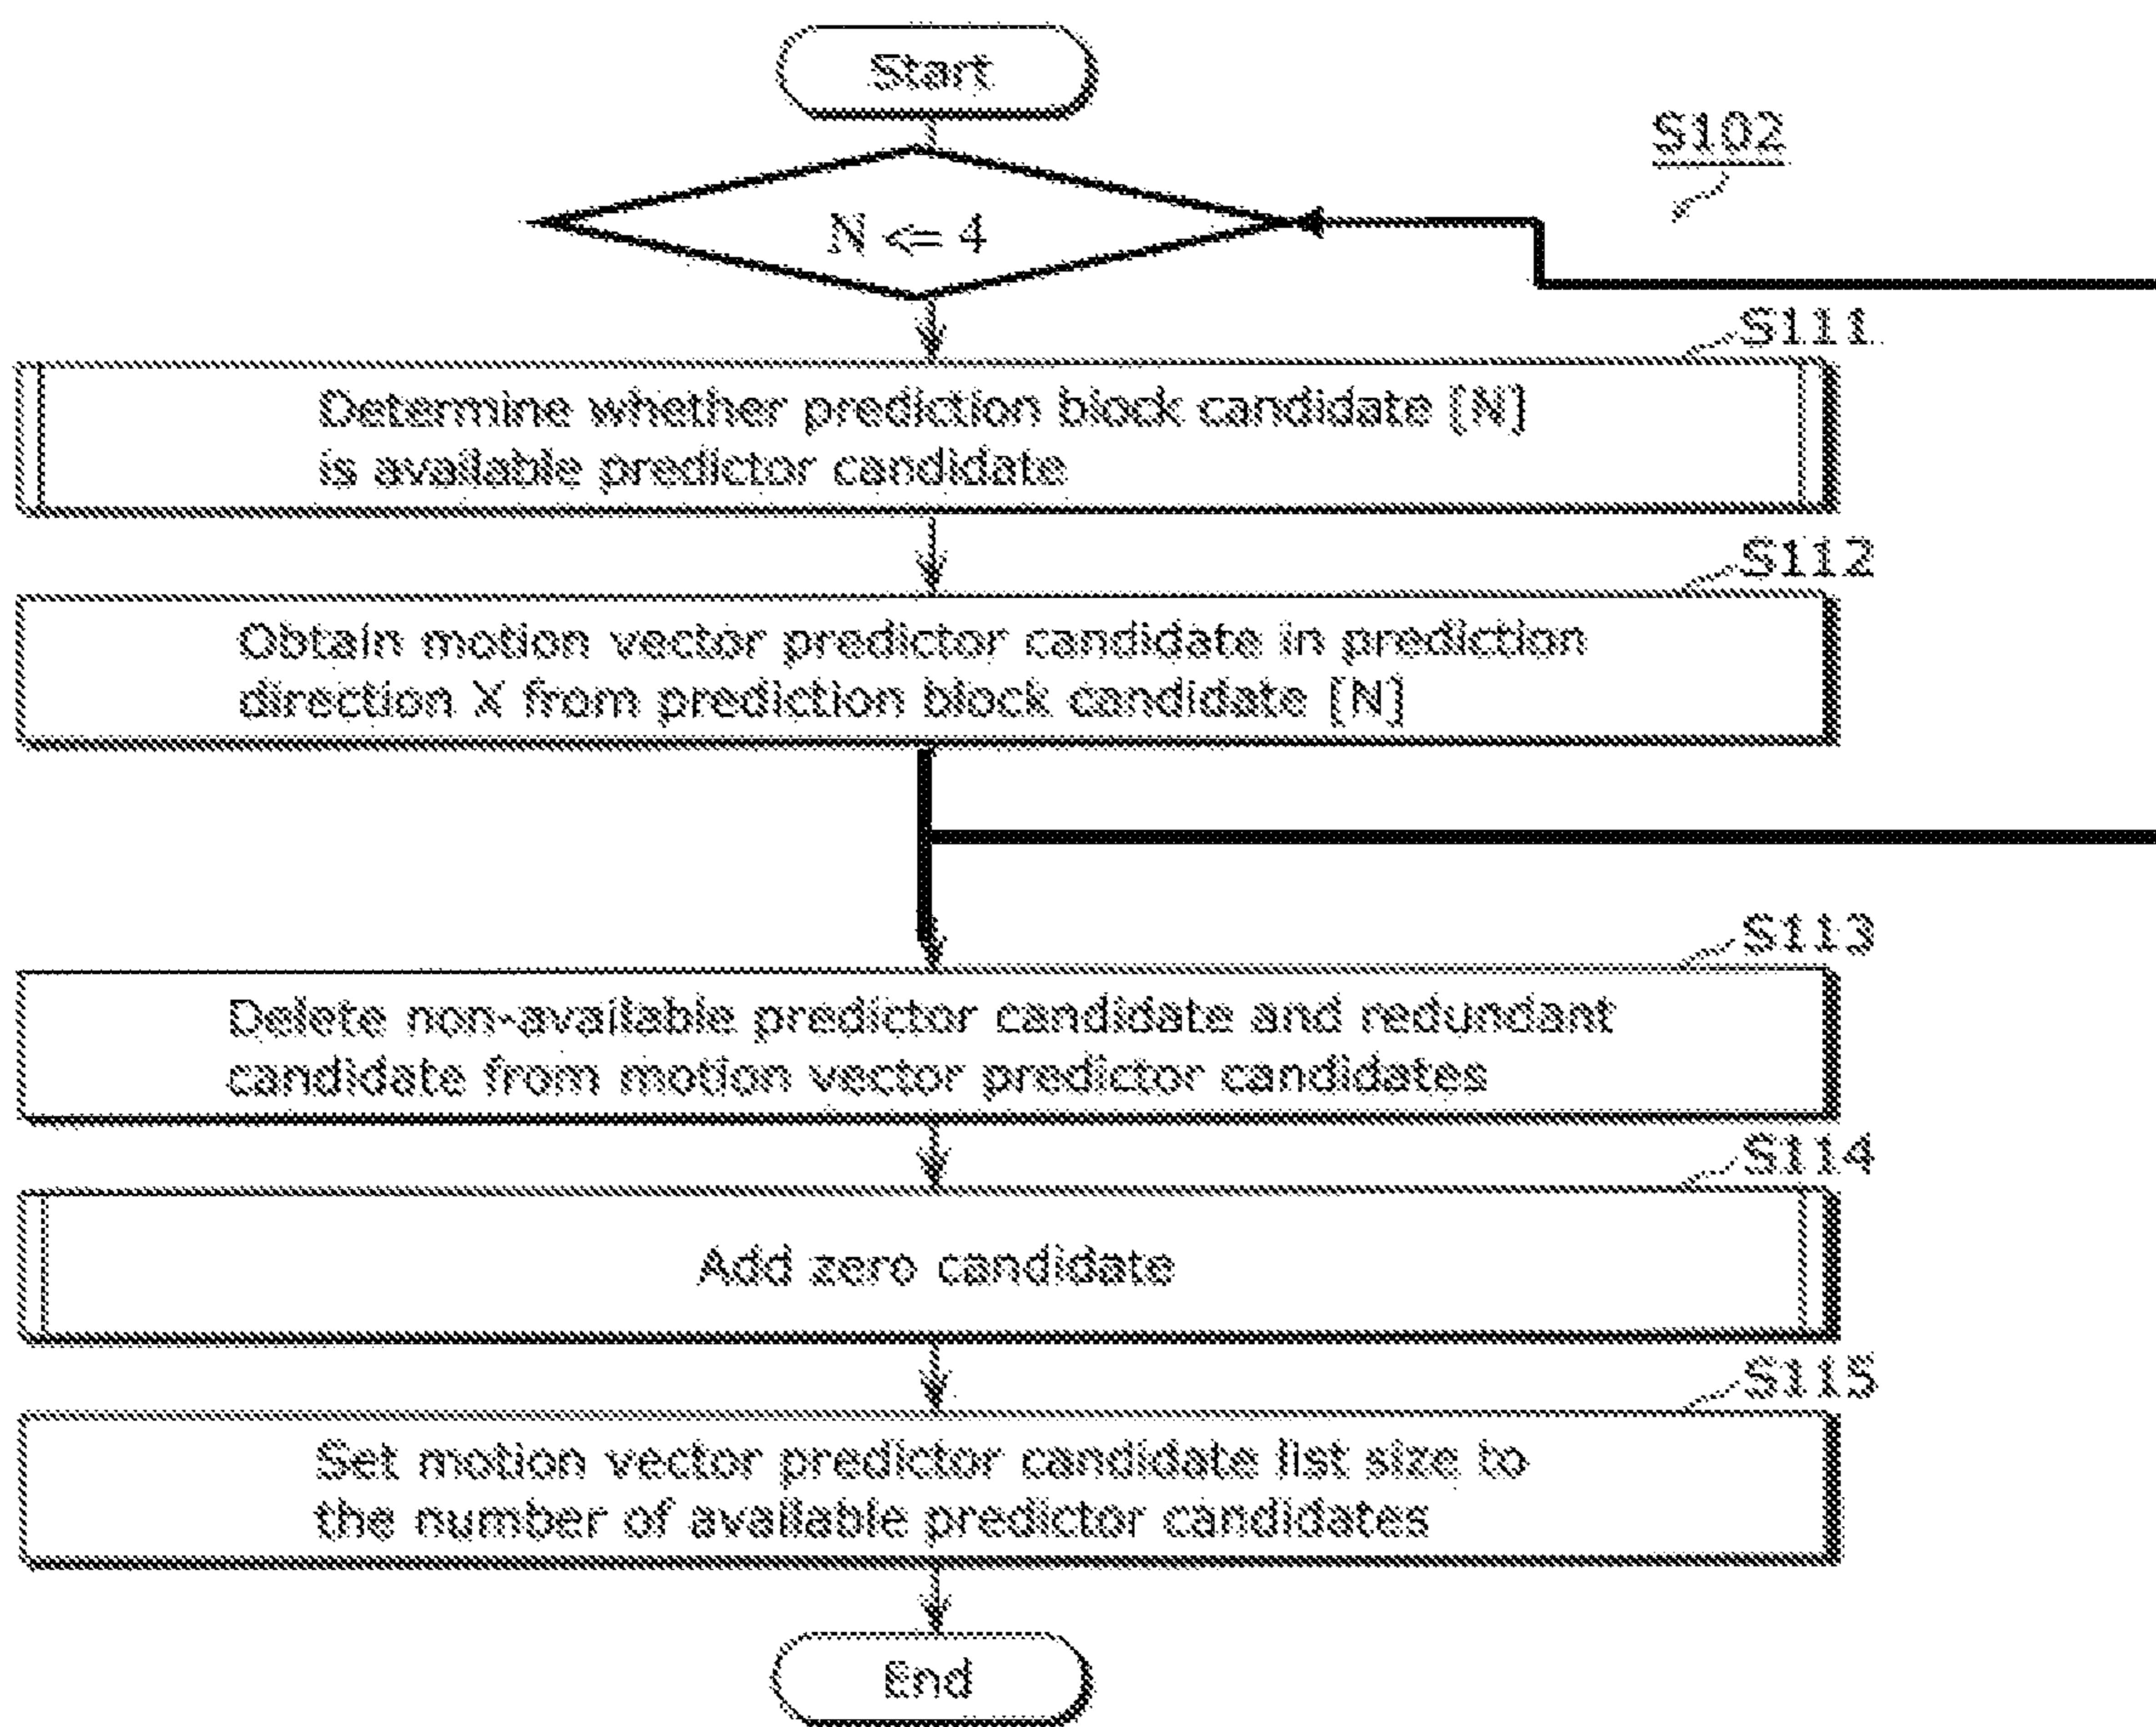 Start
S102
N <= 4
S111
Determine whether prediction block candidate [N]
is available predictor candidate
S112
Obtain motion vector predictor candidate in prediction
direction X from prediction block candidate [N]
S113
Delete non-available predictor candidate and redundant
candidate from motion vector predictor candidates
S114
Add zero candidate
S115
Set motion vector predictor candidate list size to
the number of available predictor candidates
End